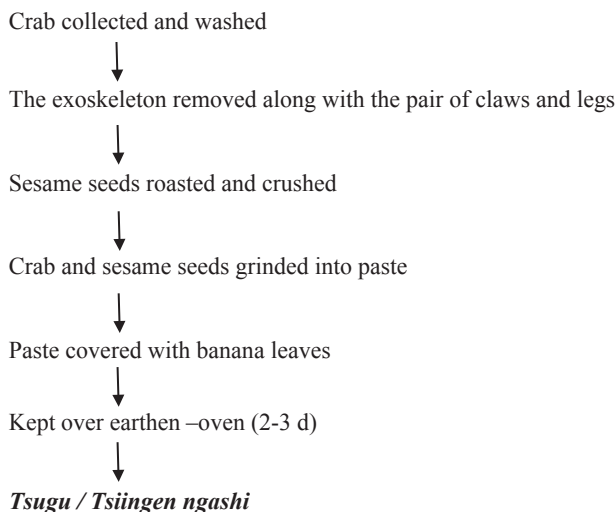 Crab collected and washed
The exoskeleton removed along with the pair of claws and legs
Sesame seeds roasted and crushed
Crab and sesame seeds grinded into paste
Paste covered with banana leaves
Kept over earthen –oven (2-3 d)
Tsugu / Tsiingen ngashi